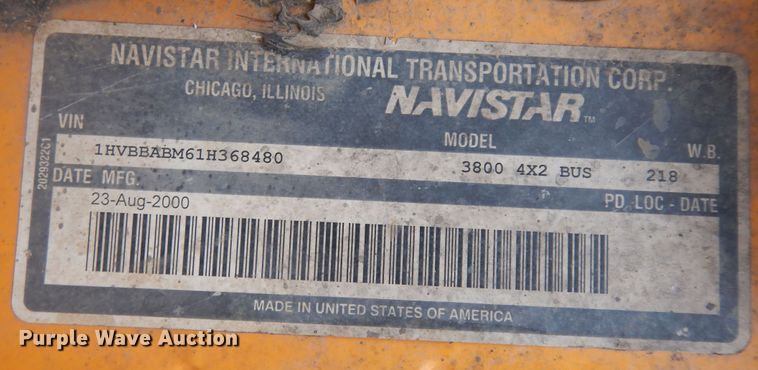 NAVISTAR INTERNATIONAL TRANSPORTATION CORP.
CHICAGO, ILLINOIS NAVISTAR TM
VIN MODEL W.B.
1HVBBABM61H368480 3800 4X2 BUS 218
DATE MFG. PD. LOC - DATE
23-Aug-2000
MADE IN UNITED STATES OF AMERICA
2029322C1
Purple Wave Auction